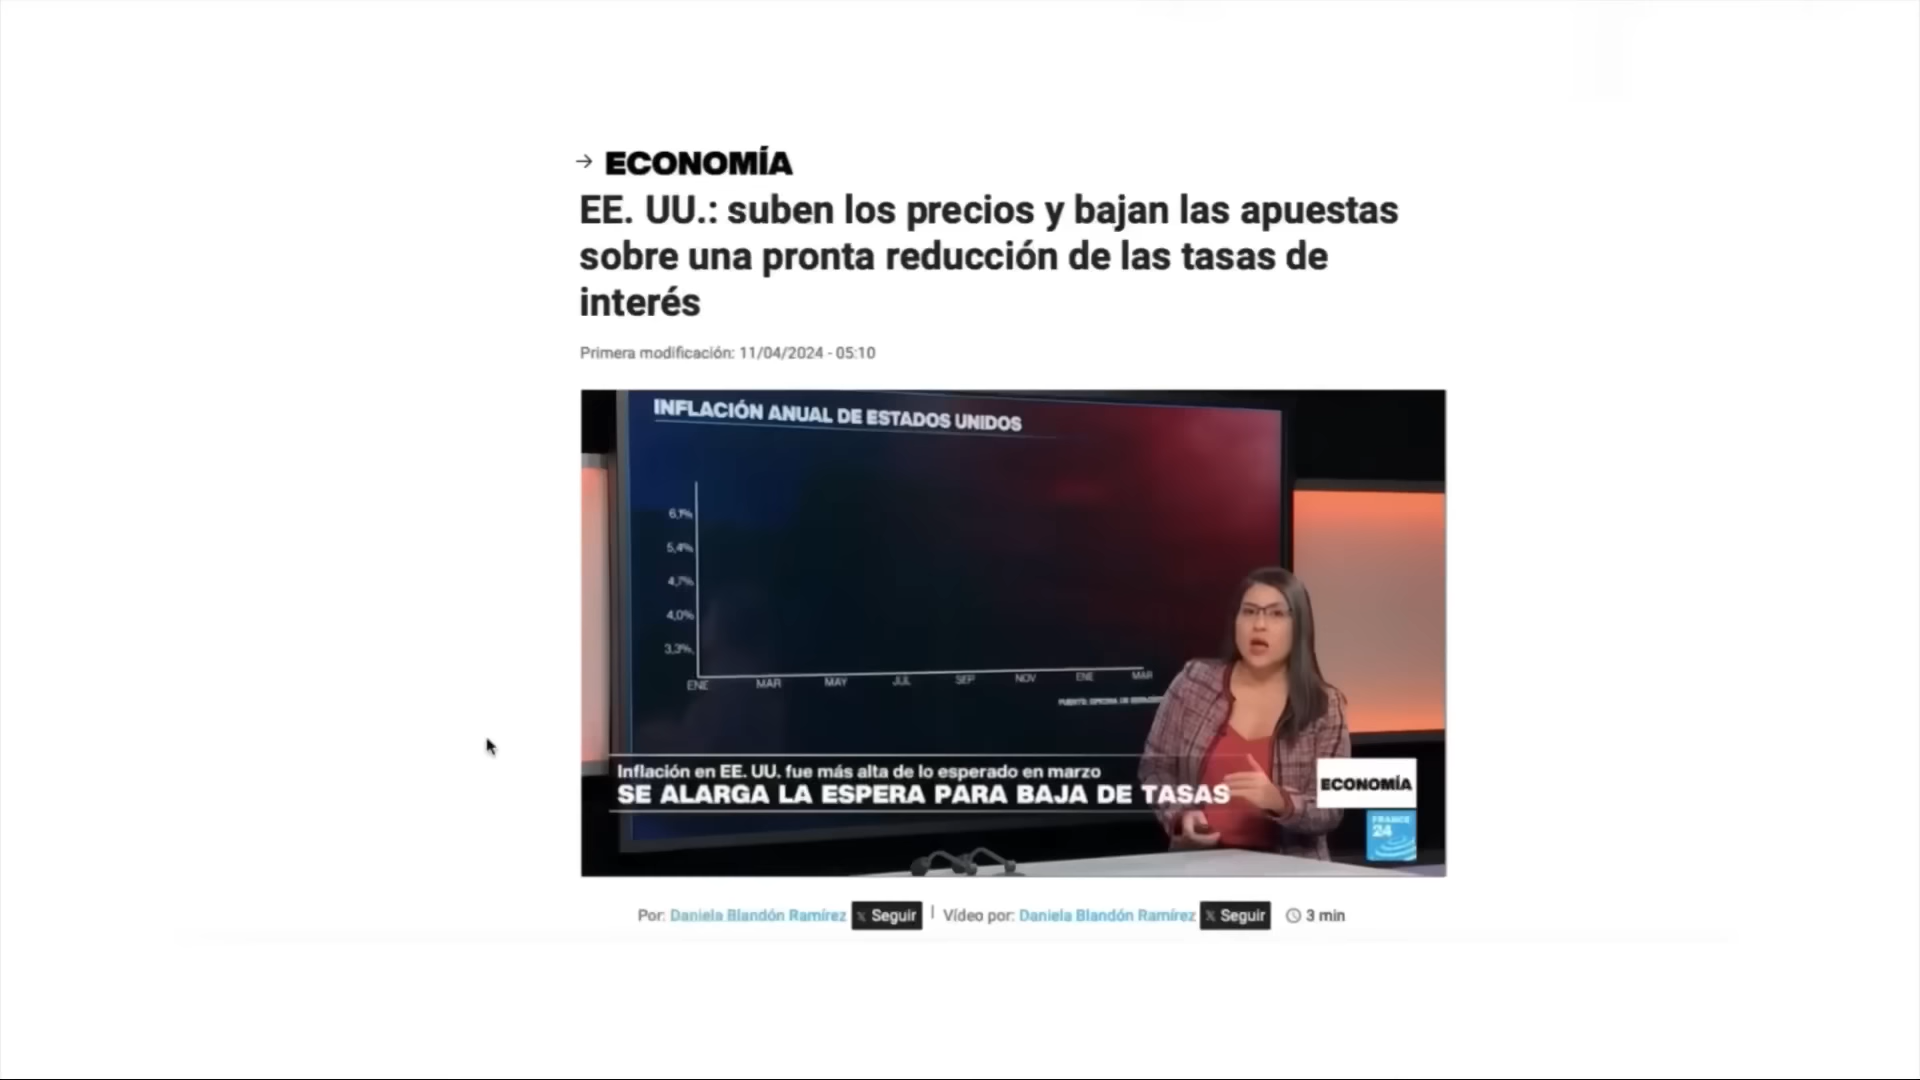 → ECONOMÍA
EE. UU.: suben los precios y bajan las apuestas
sobre una pronta reducción de las tasas de
interés
Primera modificación: 11/04/2024 - 05:10
INFLACIÓN ANUAL DE ESTADOS UNIDOS
6,1%
5,4%
4,7%
4,0%
3,3%
ENE MAR MAY JUL SEP NOV ENE MAR
Inflación en EE. UU. fue más alta de lo esperado en marzo
SE ALARGA LA ESPERA PARA BAJA DE TASAS
ECONOMÍA
FRANCE
24
Por: Daniela Blandón Ramírez X Seguir | Vídeo por: Daniela Blandón Ramírez X Seguir 3 min